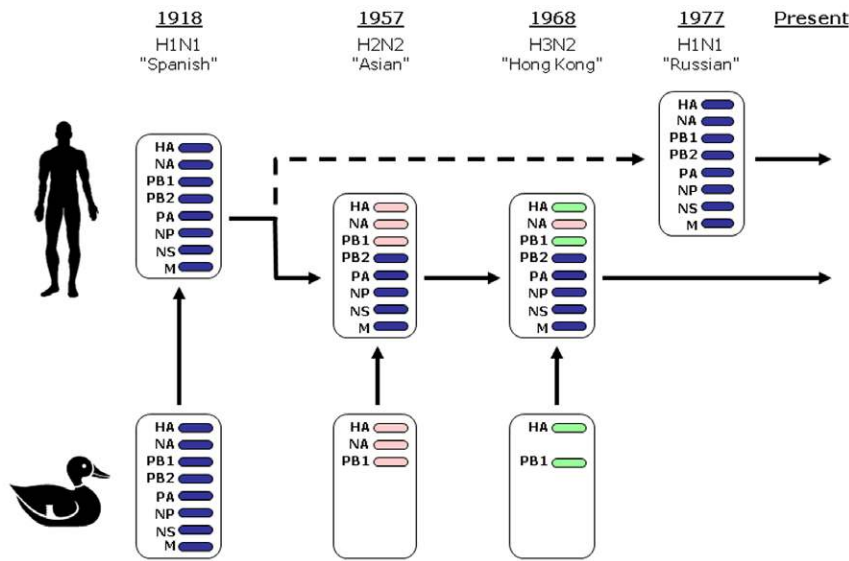 1918
H1N1
"Spanish"
1957
H2N2
"Asian"
1968
H3N2
"Hong Kong"
1977
H1N1
"Russian"
Present
HA
NA
PB1
PB2
PA
NP
NS
M
HA
NA
PB1
PB2
PA
NP
NS
M
HA
NA
PB1
PB2
PA
NP
NS
M
HA
NA
PB1
PB2
PA
NP
NS
M
HA
NA
PB1
PB2
PA
NP
NS
M
HA
NA
PB1
HA
PB1